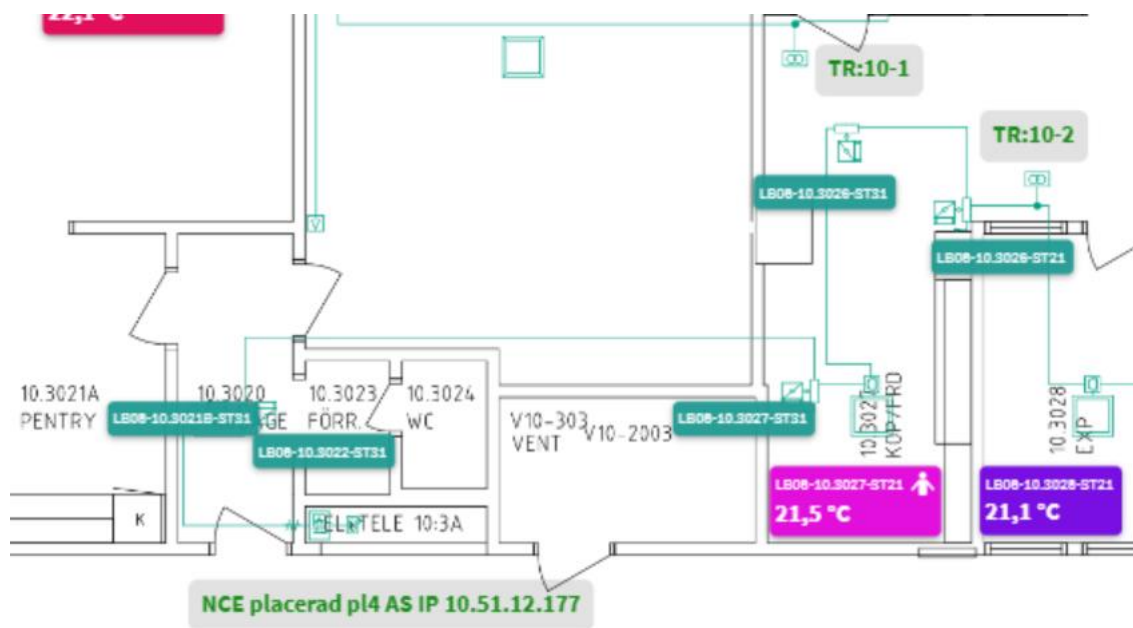 22,1 °C
TR:10-1
TR:10-2
LB08-10.3026-ST31
V
LB08-10.3026-ST21
10.3021A
PENTRY
10.3020
10.3023
FÖRR.
10.3024
WC
LB08-10.3021B-ST31
LB08-10.3022-ST31
V10-303
VENT
V10-2003
LB08-10.3027-ST31
10.3027
KOP/FRD
10.3028
EXP
LB08-10.3027-ST21
21,5 °C
LB08-10.3028-ST21
21,1 °C
K
EL/TELE 10:3A
NCE placerad pl4 AS IP 10.51.12.177